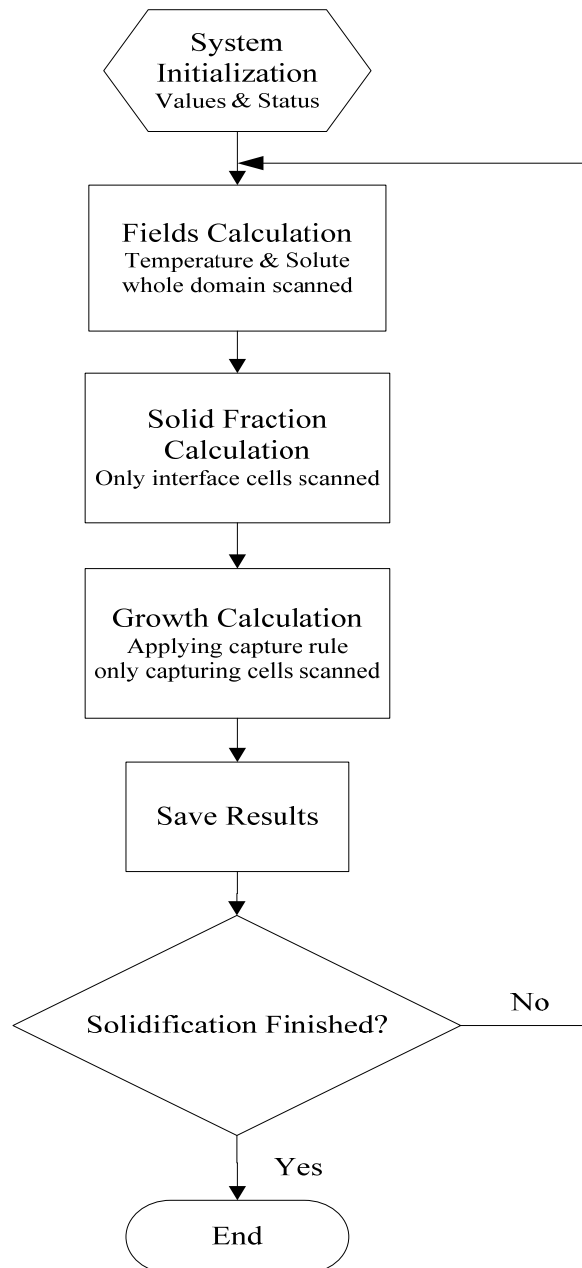 System
Initialization
Values & Status
Fields Calculation
Temperature & Solute
whole domain scanned
Solid Fraction
Calculation
Only interface cells scanned
Growth Calculation
Applying capture rule
only capturing cells scanned
Save Results
Solidification Finished?
No
Yes
End